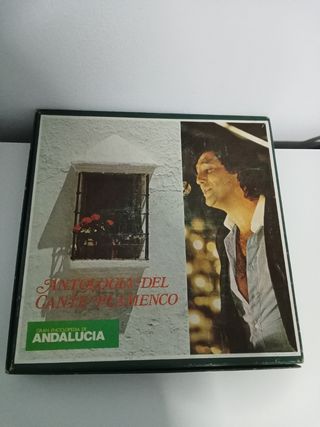 ANTOLOGIA DEL
CANTE FLAMENCO
GRAN ENCICLOPEDIA DE
ANDALUCIA